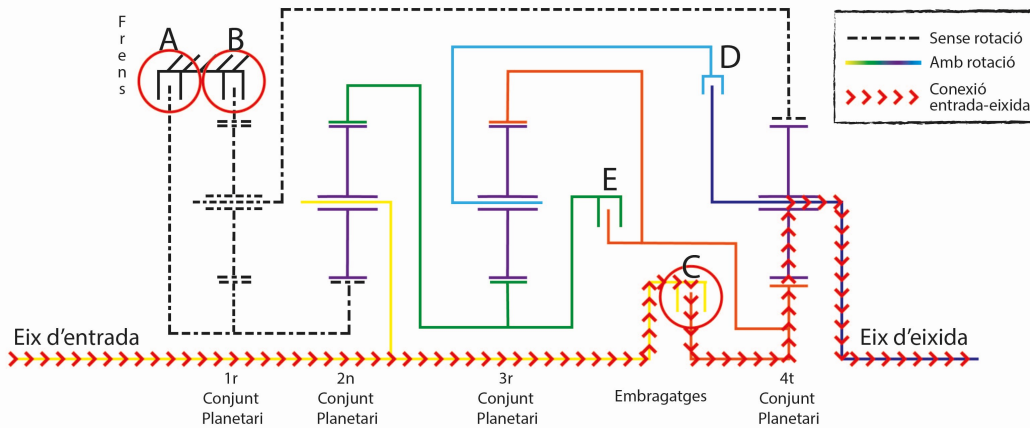 Frens
A
B
D
E
C
Sense rotació
Amb rotació
Conexió
entrada-eixida
Eix d'entrada
Eix d'eixida
1r
Conjunt
Planetari
2n
Conjunt
Planetari
3r
Conjunt
Planetari
Embragatges
4t
Conjunt
Planetari